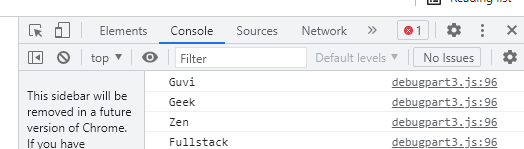 Reading list
Elements Console Sources Network » 1
top ▼ Filter Default levels ▼ No Issues
This sidebar will be removed in a future version of Chrome. If you have
Guvi debugpart3.js:96
Geek debugpart3.js:96
Zen debugpart3.js:96
Fullstack debugpart3.js:96